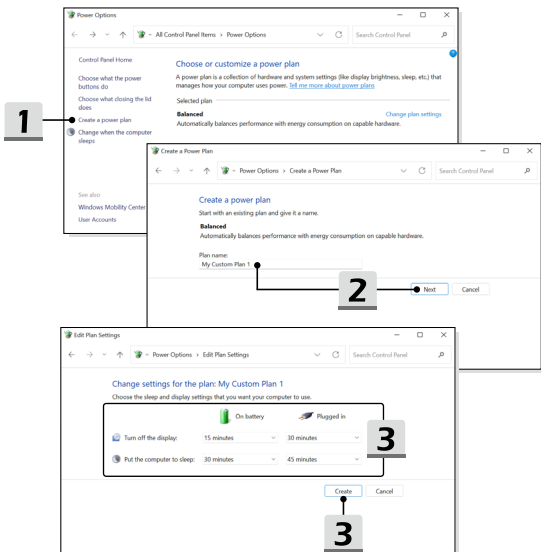 Power Options
All Control Panel Items > Power Options
Search Control Panel
Control Panel Home
Choose what the power
buttons do
Choose what closing the lid
does
Create a power plan
Change when the computer
sleeps
See also
Windows Mobility Center
User Accounts
Choose or customize a power plan
A power plan is a collection of hardware and system settings (like display brightness, sleep, etc.) that
manages how your computer uses power. Tell me more about power plans
Selected plan
Balanced
Change plan settings
Automatically balances performance with energy consumption on capable hardware.
1
Create a Power Plan
Power Options > Create a Power Plan
Search Control Panel
Create a power plan
Start with an existing plan and give it a name.
Balanced
Automatically balances performance with energy consumption on capable hardware.
Plan name:
My Custom Plan 1
2
Next
Cancel
Edit Plan Settings
Power Options > Edit Plan Settings
Search Control Panel
Change settings for the plan: My Custom Plan 1
Choose the sleep and display settings that you want your computer to use.
On battery
Plugged in
Turn off the display:
15 minutes
30 minutes
Put the computer to sleep:
30 minutes
45 minutes
3
Create
Cancel
3